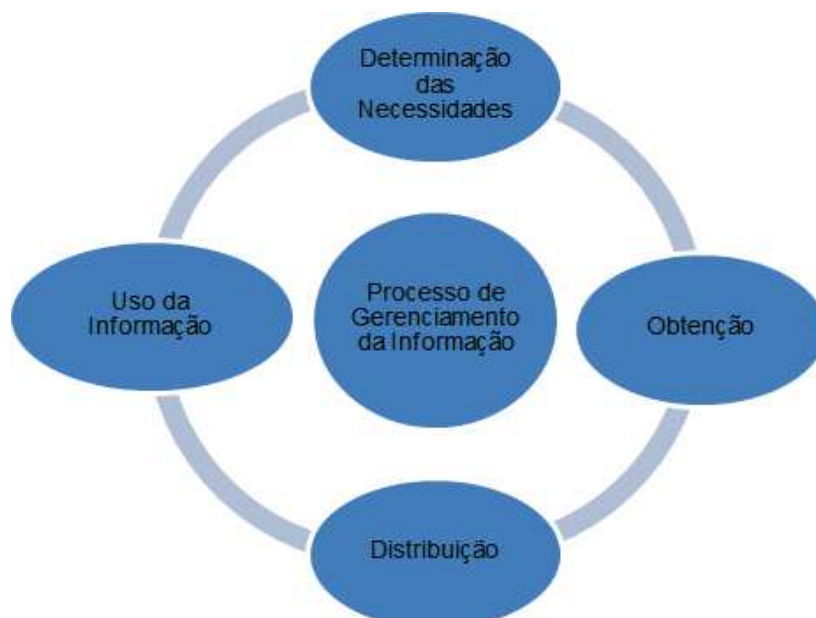 Determinação
das
Necessidades
Uso da
Informação
Processo de
Gerenciamento
da Informação
Obtenção
Distribuição